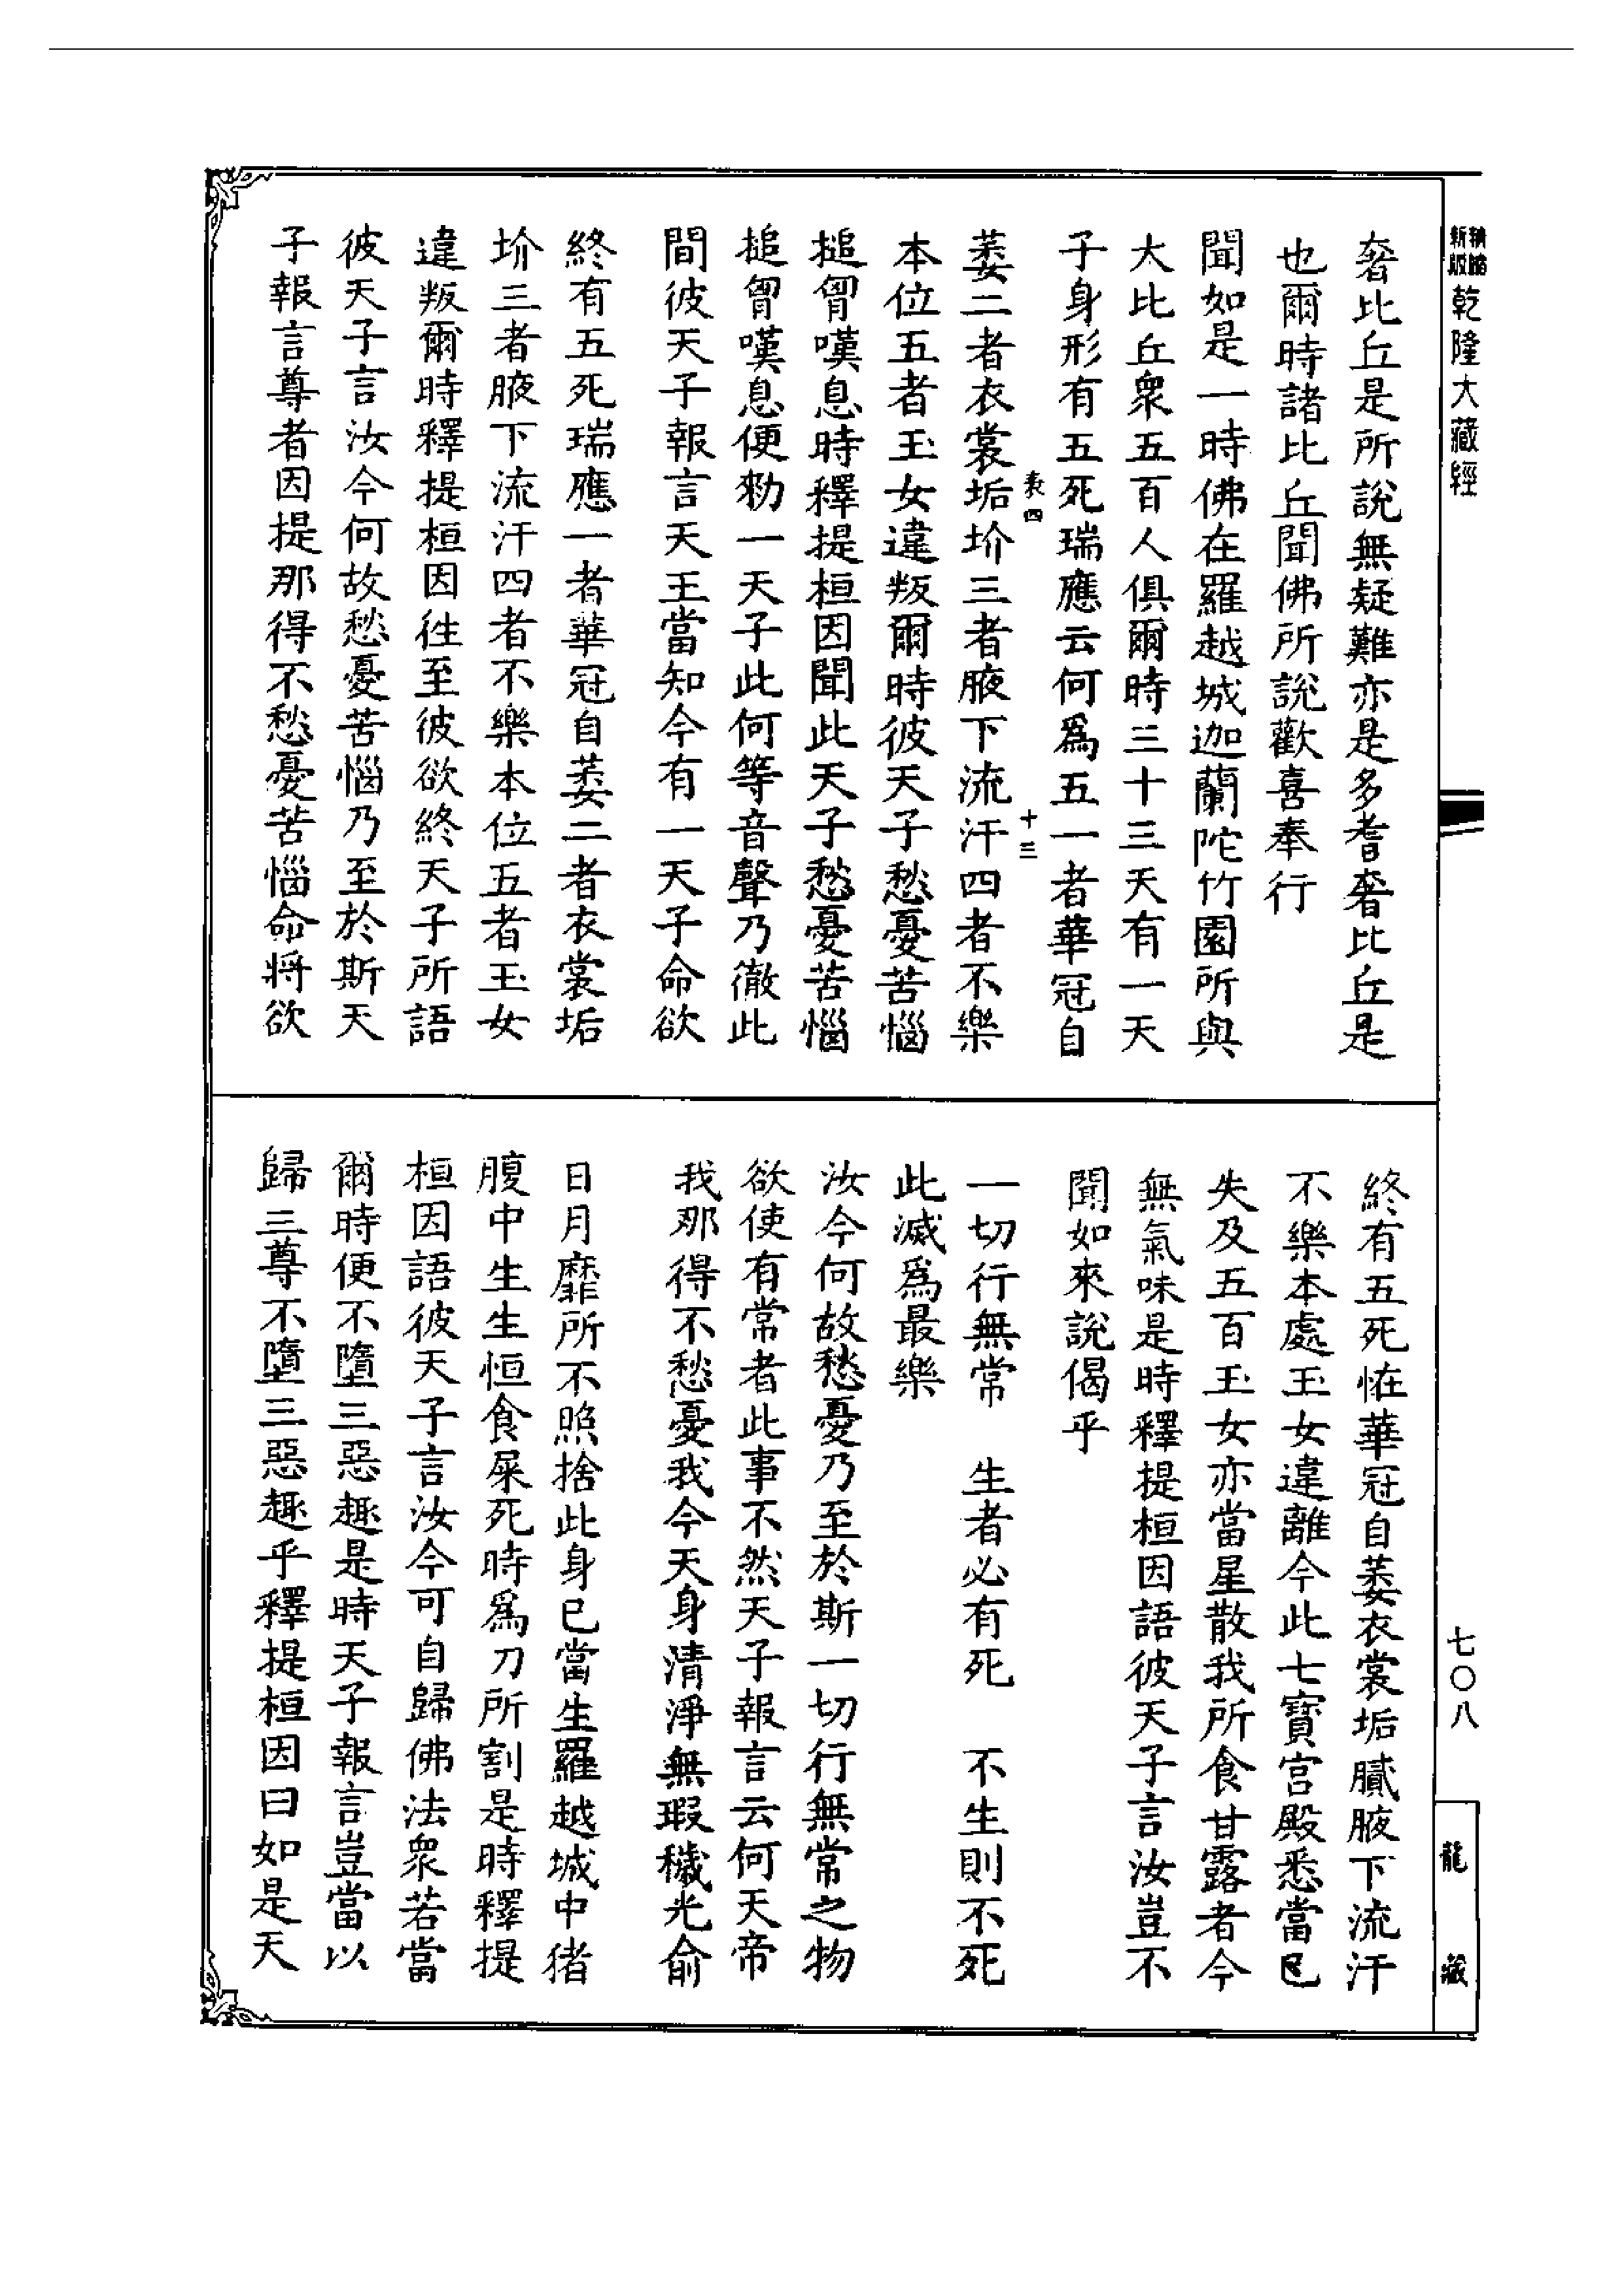 新版
精縮
乾隆大藏經
奢比丘是所說無疑難亦是多耆奢比丘是
也爾時諸比丘聞佛所說歡喜奉行
聞如是一時佛在羅越城迦蘭陀竹園所與
大比丘衆五百人俱爾時三十三天有一天
子身形有五死瑞應云何爲五一者華冠自
表四
十三
萎二者衣裳垢坋三者腋下流汗四者不樂
本位五者玉女違叛爾時彼天子愁憂苦惱
搥胷嘆息時釋提桓因聞此天子愁憂苦惱
搥胷嘆息便勑一天子此何等音聲乃徹此
間彼天子報言天王當知今有一天子命欲
終有五死瑞應一者華冠自萎二者衣裳垢
坋三者腋下流汗四者不樂本位五者玉女
違叛爾時釋提桓因徃至彼欲終天子所語
彼天子言汝今何故愁憂苦惱乃至於斯天
子報言尊者因提那得不愁憂苦惱命將欲
終有五死恠華冠自萎衣裳垢膩腋下流汗
不樂本處玉女違離今此七寶宮殿悉當
失及五百玉女亦當星散我所食甘露者今
無氣味是時釋提桓因語彼天子言汝豈不
聞如來說偈乎
一切行無常 生者必有死 不生則不死
此滅爲最樂
汝今何故愁憂乃至於斯一切行無常之物
欲使有常者此事不然天子報言云何天帝
我那得不愁憂我今天身清淨無瑕穢光俞
日月靡所不照捨此身已當生羅越城中猪
腹中生生恒食屎死時爲刀所割是時釋提
桓因語彼天子言汝今可自歸佛法衆若當
爾時便不墮三惡趣是時天子報言豈當以
歸三尊不墮三惡趣乎釋提桓因曰如是天
七〇八
龍藏